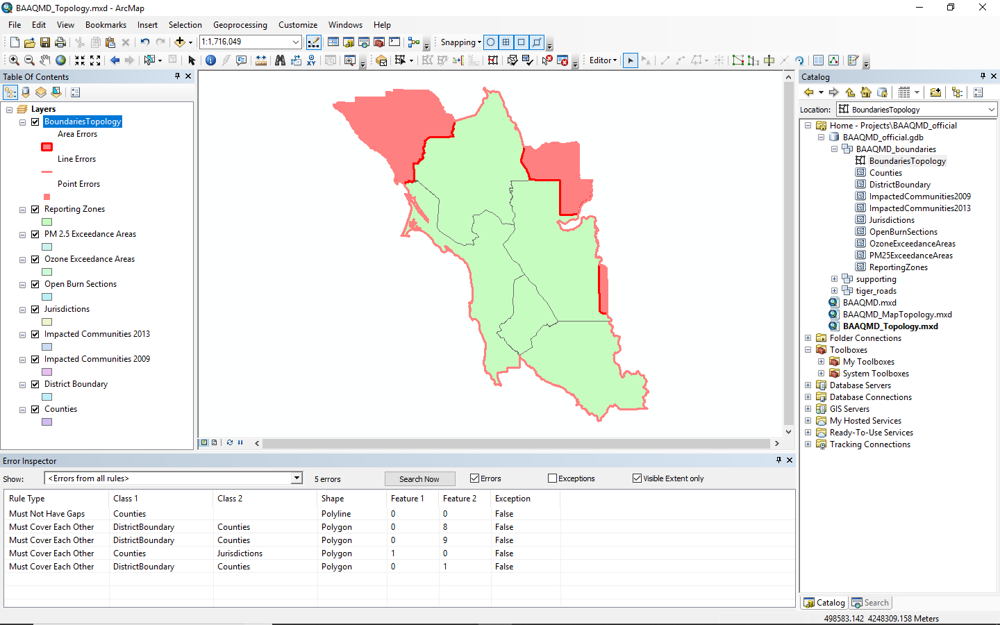 BAAQMD_Topology.mxd - ArcMap
File Edit View Bookmarks Insert Selection Geoprocessing Customize Windows Help
1:1,716,049 Snapping
Editor
Table Of Contents
Layers
BoundariesTopology
Area Errors
Line Errors
Point Errors
Reporting Zones
PM 2.5 Exceedance Areas
Ozone Exceedance Areas
Open Burn Sections
Jurisdictions
Impacted Communities 2013
Impacted Communities 2009
District Boundary
Counties
Catalog
Location: BoundariesTopology
Home - Projects\BAAQMD_official
BAAQMD_official.gdb
BAAQMD_boundaries
BoundariesTopology
Counties
DistrictBoundary
ImpactedCommunities2009
ImpactedCommunities2013
Jurisdictions
OpenBurnSections
OzoneExceedanceAreas
PM25ExceedanceAreas
ReportingZones
supporting
tiger_roads
BAAQMD.mxd
BAAQMD_MapTopology.mxd
BAAQMD_Topology.mxd
Folder Connections
Toolboxes
My Toolboxes
System Toolboxes
Database Servers
Database Connections
GIS Servers
My Hosted Services
Ready-To-Use Services
Tracking Connections
Catalog Search
Error Inspector
Show: <Errors from all rules> 5 errors Search Now Errors Exceptions Visible Extent only
Rule Type Class 1 Class 2 Shape Feature 1 Feature 2 Exception
Must Not Have Gaps Counties Polyline 0 0 False
Must Cover Each Other DistrictBoundary Counties Polygon 0 8 False
Must Cover Each Other DistrictBoundary Counties Polygon 0 9 False
Must Cover Each Other Counties Jurisdictions Polygon 1 0 False
Must Cover Each Other DistrictBoundary Counties Polygon 0 1 False
498583.142 4248309.158 Meters